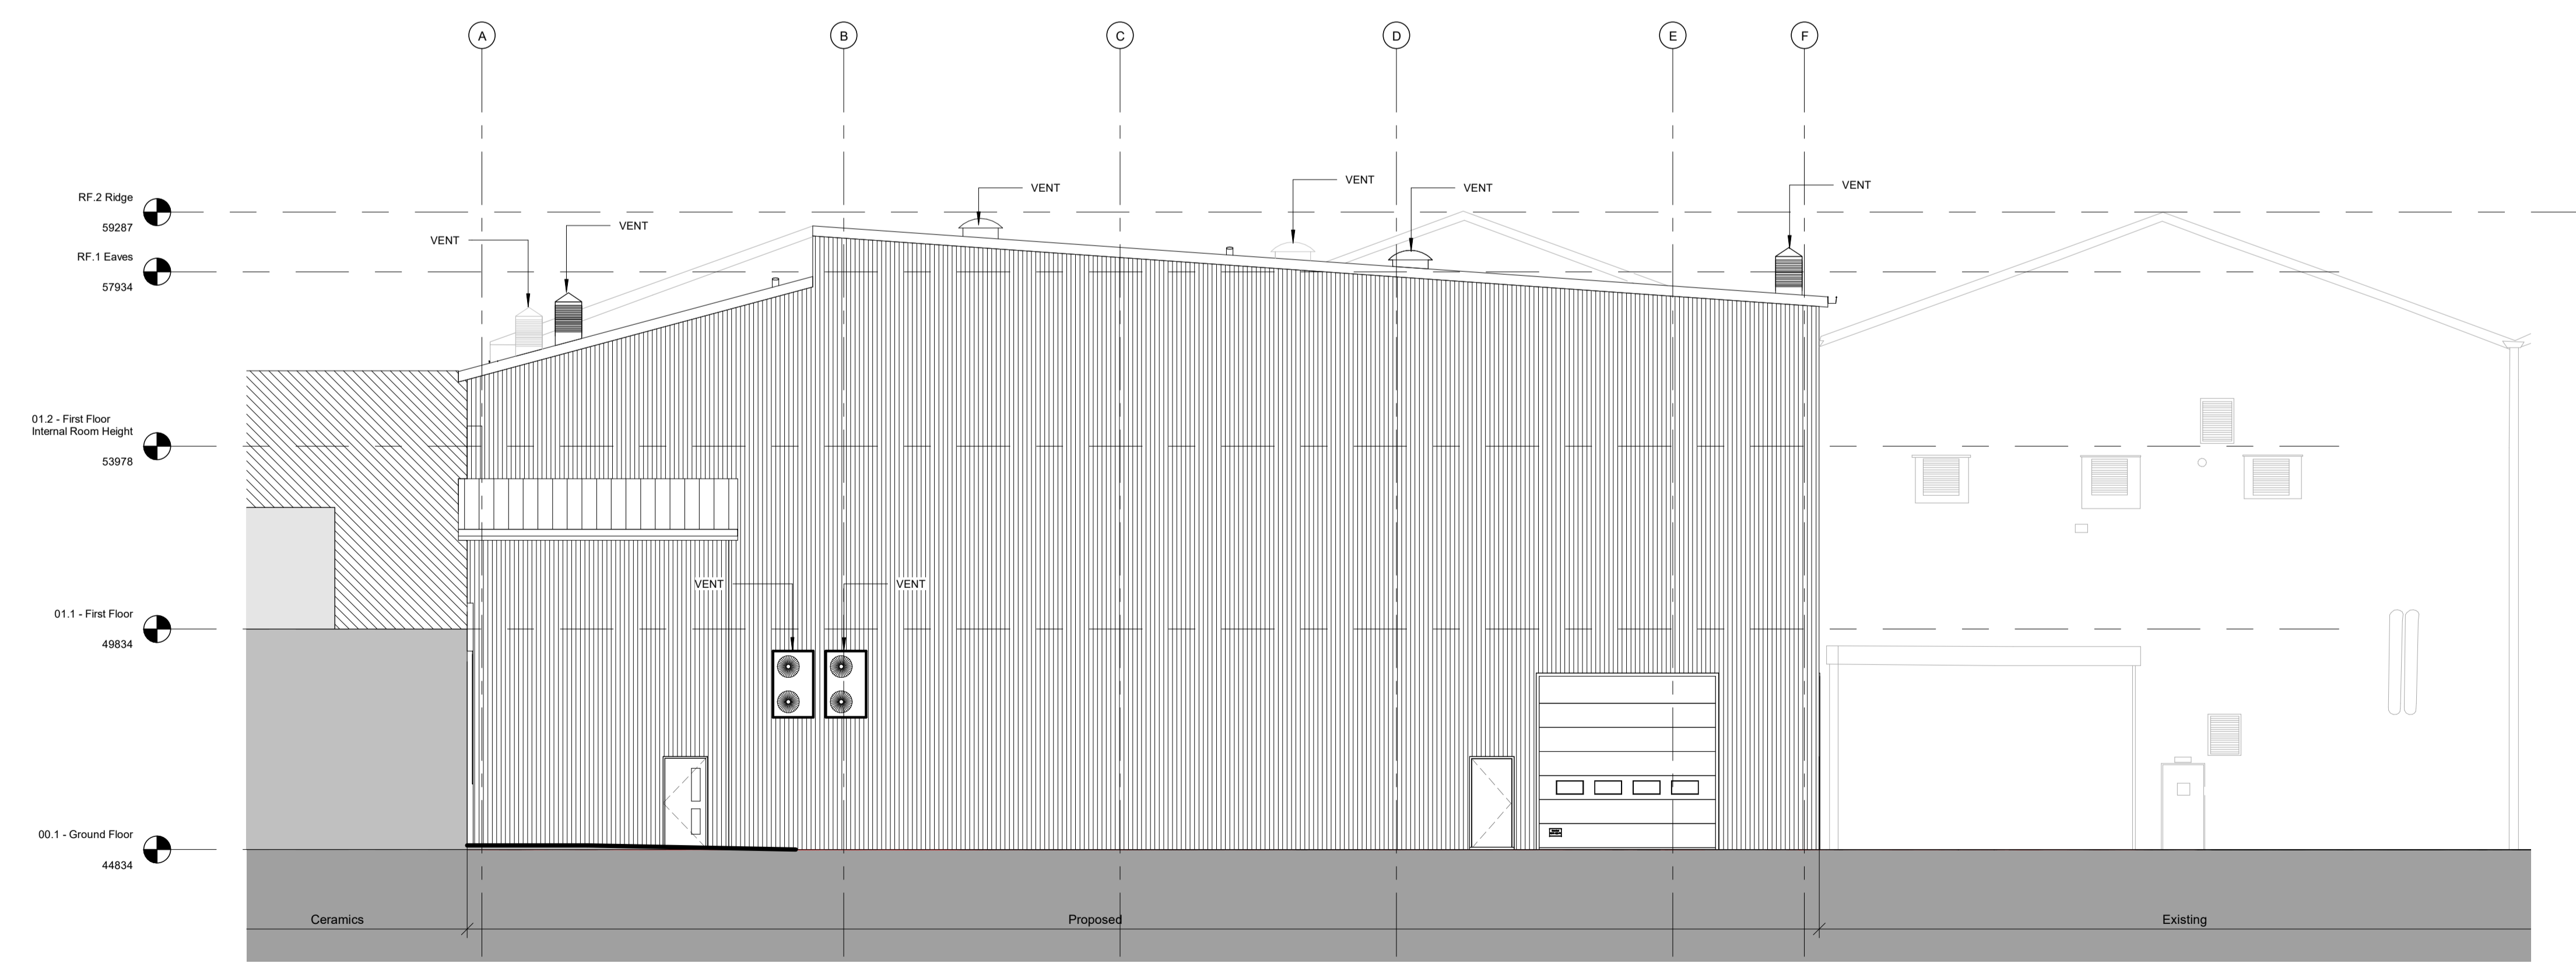 A
B
C
D
E
F
RF.2 Ridge
59287
RF.1 Eaves
57934
01.2 - First Floor
Internal Room Height
53978
01.1 - First Floor
49834
00.1 - Ground Floor
44834
VENT
VENT
VENT
VENT
VENT
VENT
VENT
VENT
Ceramics
Proposed
Existing